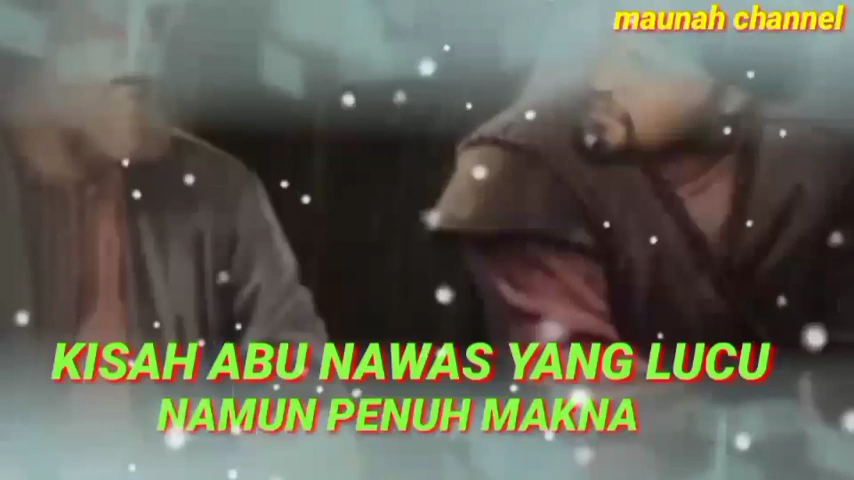 maunah channel
KISAH ABU NAWAS YANG LUCU
NAMUN PENUH MAKNA